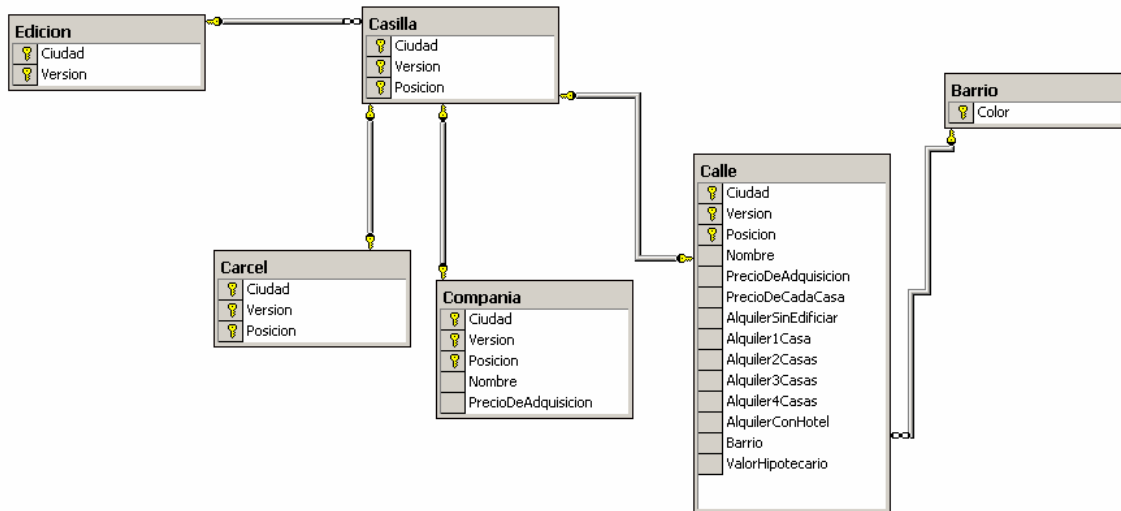 Edicion
Ciudad
Version
Casilla
Ciudad
Version
Posicion
Barrio
Color
Calle
Ciudad
Version
Posicion
Nombre
PrecioDeAdquisicion
PrecioDeCadaCasa
AlquilerSinEdificiar
Alquiler1Casa
Alquiler2Casas
Alquiler3Casas
Alquiler4Casas
AlquilerConHotel
Barrio
ValorHipotecario
Carcel
Ciudad
Version
Posicion
Compania
Ciudad
Version
Posicion
Nombre
PrecioDeAdquisicion